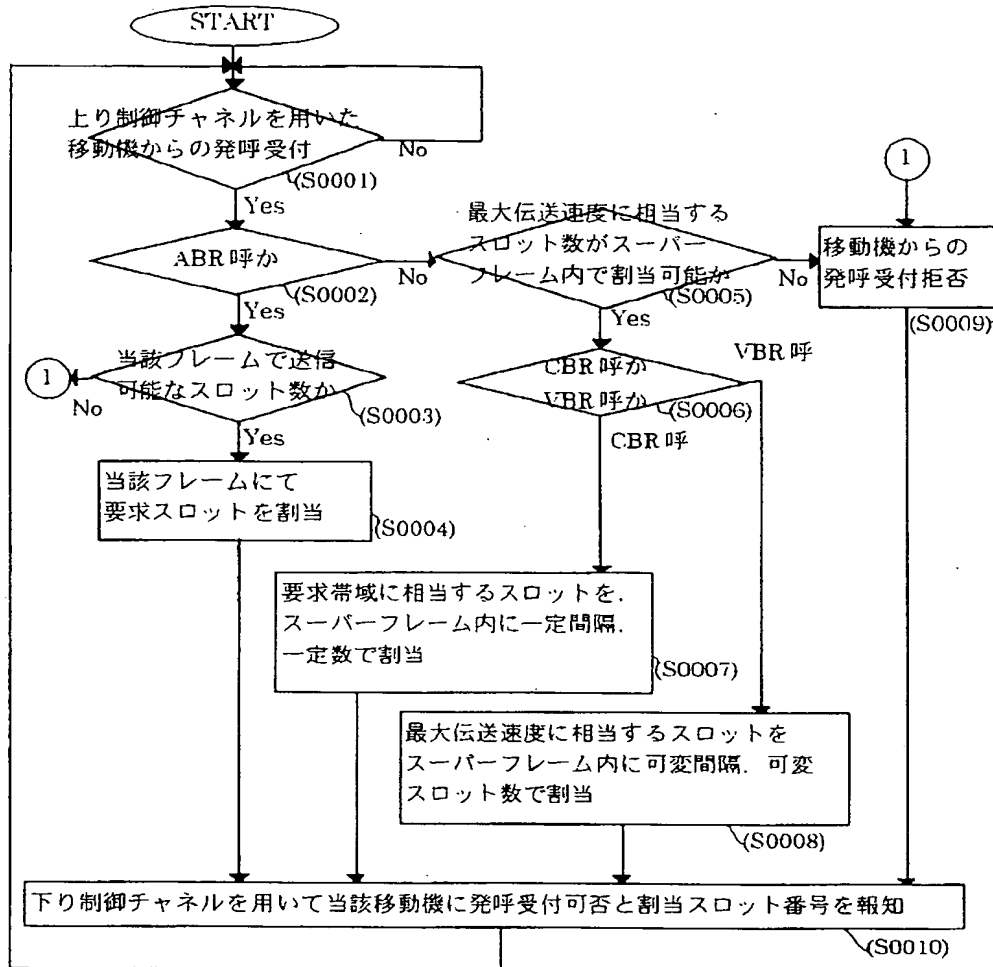 START
上り制御チャネルを用いた
移動機からの発呼受付
No
(S0001)
Yes
ABR呼か
No
(S0002)
Yes
最大伝送速度に相当する
スロット数がスーパー
フレーム内で割当可能か
No
(S0005)
Yes
1
移動機からの
発呼受付拒否
(S0009)
当該フレームで送信
可能なスロット数か
1
No
(S0003)
Yes
CBR呼か
VBR呼か
VBR呼
(S0006)
CBR呼
当該フレームにて
要求スロットを割当
(S0004)
要求帯域に相当するスロットを，
スーパーフレーム内に一定間隔，
一定数で割当
(S0007)
最大伝送速度に相当するスロットを
スーパーフレーム内に可変間隔，可変
スロット数で割当
(S0008)
下り制御チャネルを用いて当該移動機に発呼受付可否と割当スロット番号を報知
(S0010)